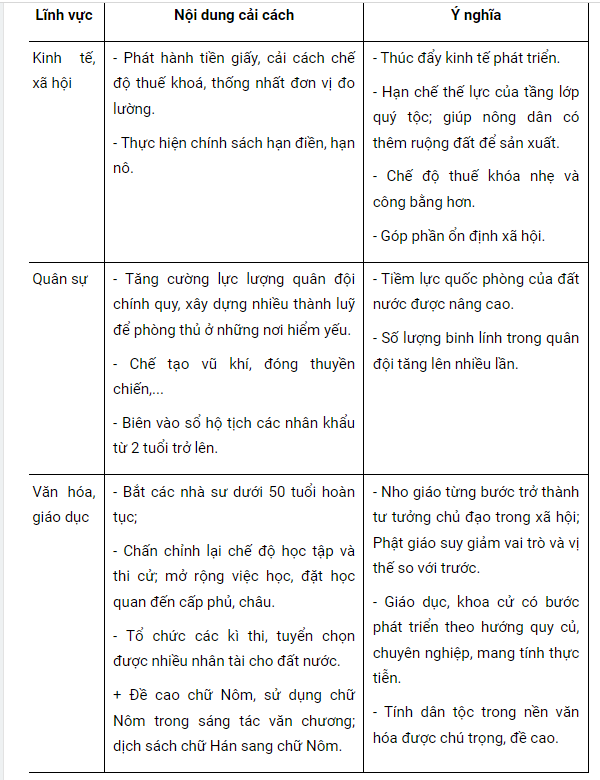 Lĩnh vực
Nội dung cải cách
Ý nghĩa
Kinh tế,
xã hội
- Phát hành tiền giấy, cải cách chế
độ thuế khoá, thống nhất đơn vị đo
lường.
- Thực hiện chính sách hạn điền, hạn
nô.
- Thúc đẩy kinh tế phát triển.
- Hạn chế thế lực của tầng lớp
quý tộc; giúp nông dân có
thêm ruộng đất để sản xuất.
- Chế độ thuế khóa nhẹ và
công bằng hơn.
- Góp phần ổn định xã hội.
Quân sự
- Tăng cường lực lượng quân đội
chính quy, xây dựng nhiều thành luỹ
để phòng thủ ở những nơi hiểm yếu.
- Chế tạo vũ khí, đóng thuyền
chiến,...
- Biên vào sổ hộ tịch các nhân khẩu
từ 2 tuổi trở lên.
- Tiềm lực quốc phòng của đất
nước được nâng cao.
- Số lượng binh lính trong quân
đội tăng lên nhiều lần.
Văn hóa,
giáo dục
- Bắt các nhà sư dưới 50 tuổi hoàn
tục;
- Chấn chỉnh lại chế độ học tập và
thi cử; mở rộng việc học, đặt học
quan đến cấp phủ, châu.
- Tổ chức các kì thi, tuyển chọn
được nhiều nhân tài cho đất nước.
+ Đề cao chữ Nôm, sử dụng chữ
Nôm trong sáng tác văn chương;
dịch sách chữ Hán sang chữ Nôm.
- Nho giáo từng bước trở thành
tư tưởng chủ đạo trong xã hội;
Phật giáo suy giảm vai trò và vị
thế so với trước.
- Giáo dục, khoa cử có bước
phát triển theo hướng quy củ,
chuyên nghiệp, mang tính thực
tiễn.
- Tính dân tộc trong nền văn
hóa được chú trọng, đề cao.